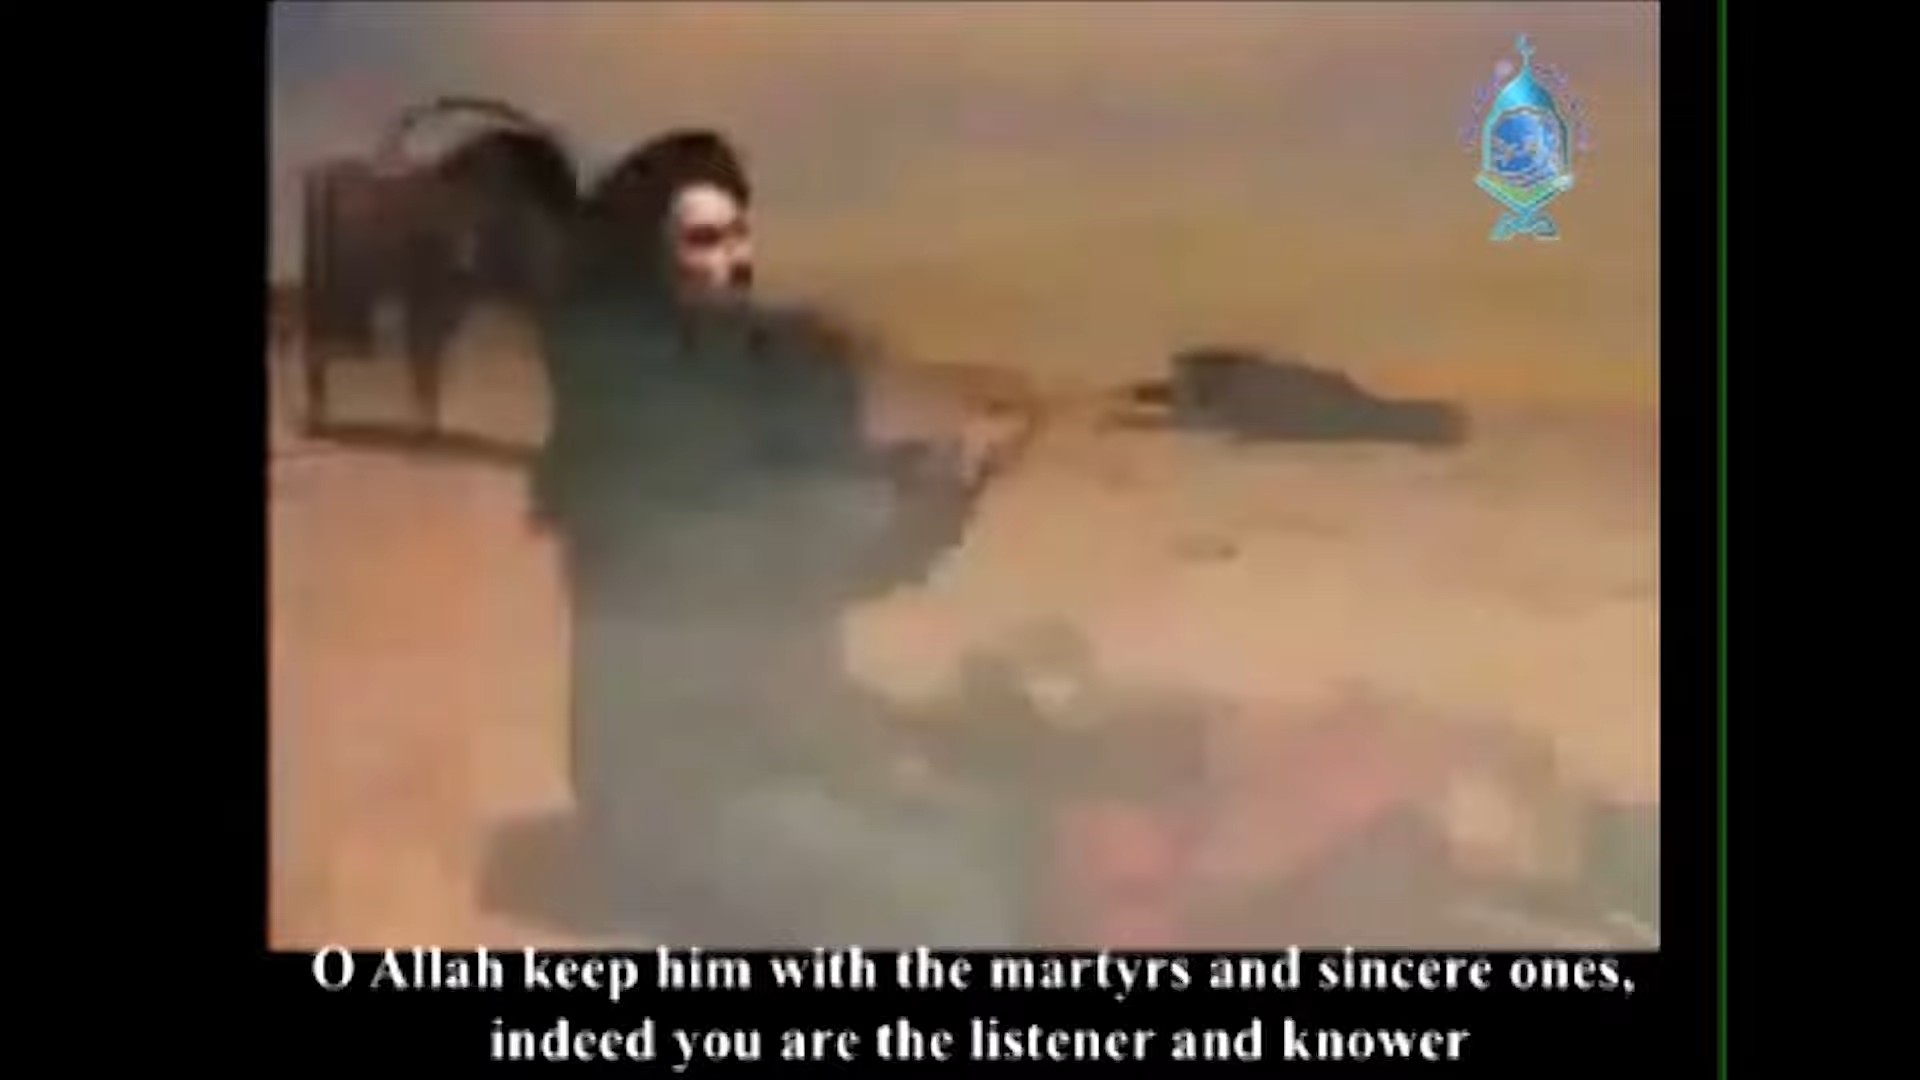 O Allah keep him with the martyrs and sincere ones,
indeed you are the listener and knower